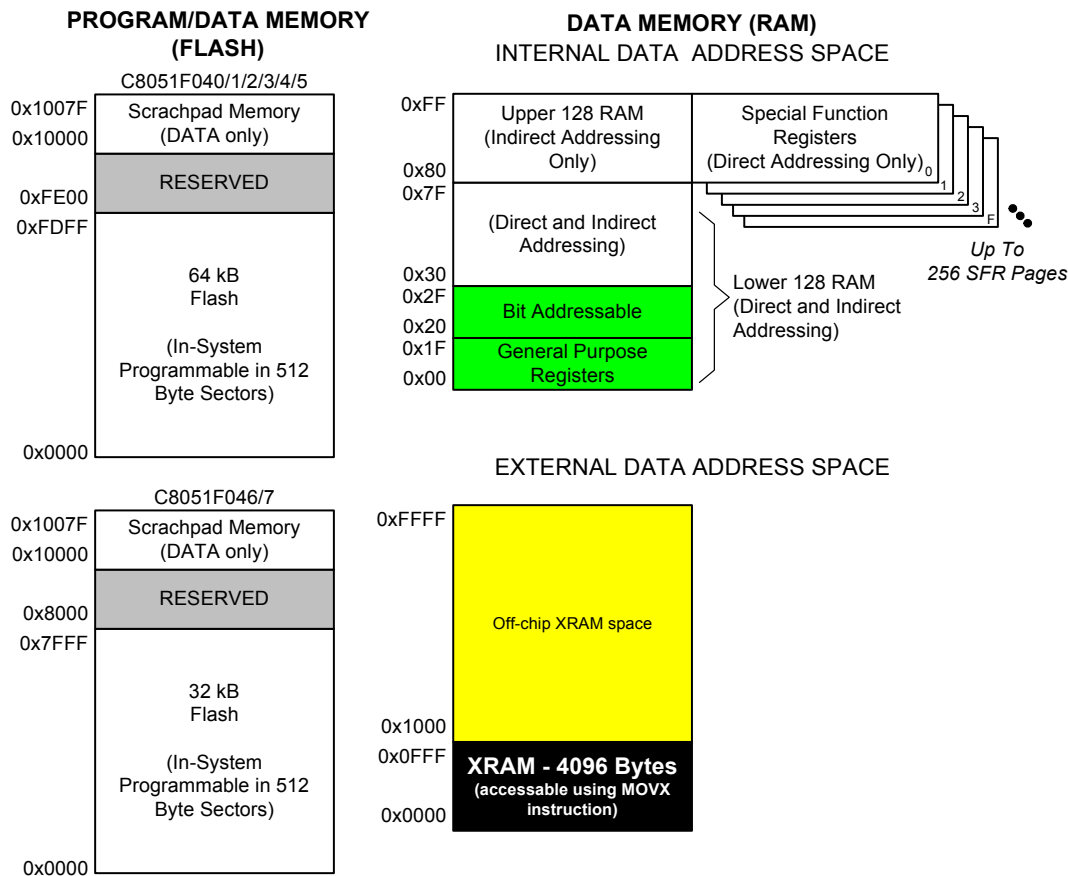 PROGRAM/DATA MEMORY
(FLASH)
C8051F040/1/2/3/4/5
0x1007F
Scrachpad Memory
0x10000
(DATA only)
RESERVED
0xFE00
0xFDFF
64 kB
Flash
(In-System
Programmable in 512
Byte Sectors)
0x0000
C8051F046/7
0x1007F
Scrachpad Memory
0x10000
(DATA only)
RESERVED
0x8000
0x7FFF
32 kB
Flash
(In-System
Programmable in 512
Byte Sectors)
0x0000
DATA MEMORY (RAM)
INTERNAL DATA ADDRESS SPACE
0xFF
Upper 128 RAM
(Indirect Addressing
Only)
0x80
Special Function
Registers
(Direct Addressing Only)
0
1
2
3
F
Up To
256 SFR Pages
0x7F
(Direct and Indirect
Addressing)
0x30
Lower 128 RAM
(Direct and Indirect
Addressing)
0x2F
Bit Addressable
0x20
0x1F
General Purpose
Registers
0x00
EXTERNAL DATA ADDRESS SPACE
0xFFFF
Off-chip XRAM space
0x1000
0x0FFF
XRAM - 4096 Bytes
(accessable using MOVX
instruction)
0x0000